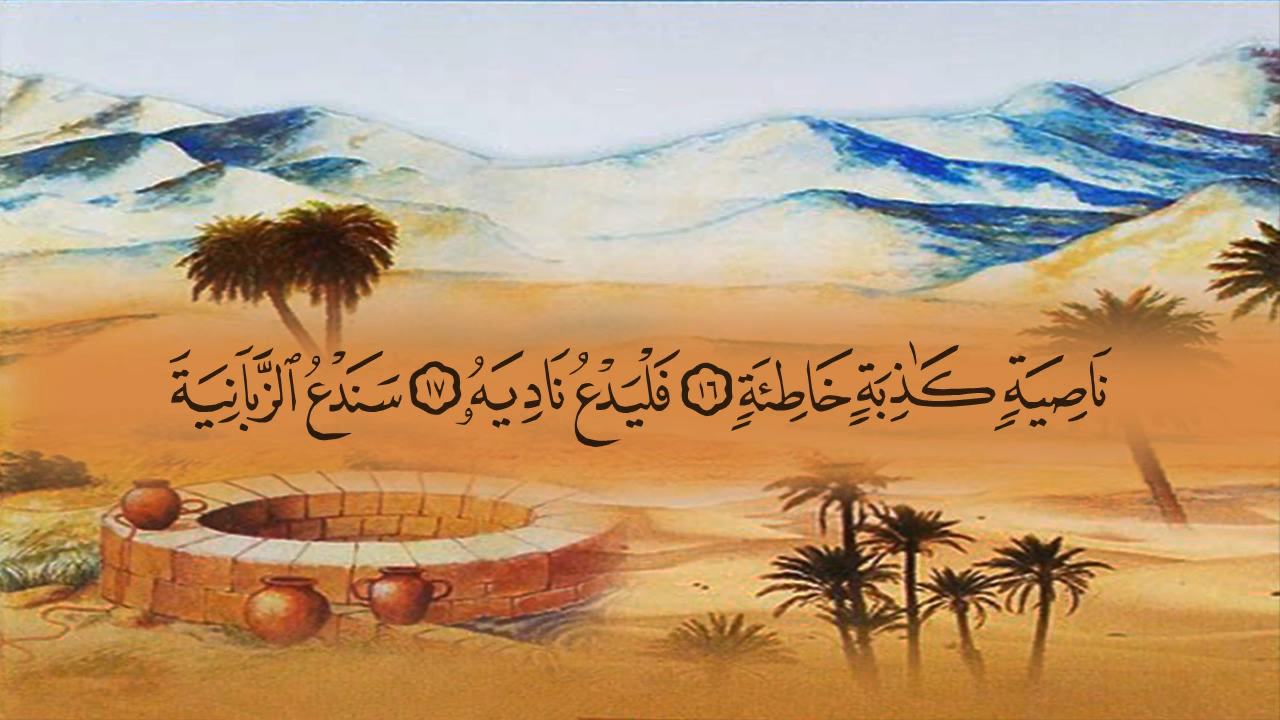 نَاصِيَةٍ كَـٰذِبَةٍ خَاطِئَةٍ ١٦ فَلْيَدْعُ نَادِيَهُۥ ١٧ سَنَدْعُ ٱلزَّبَانِيَةَ